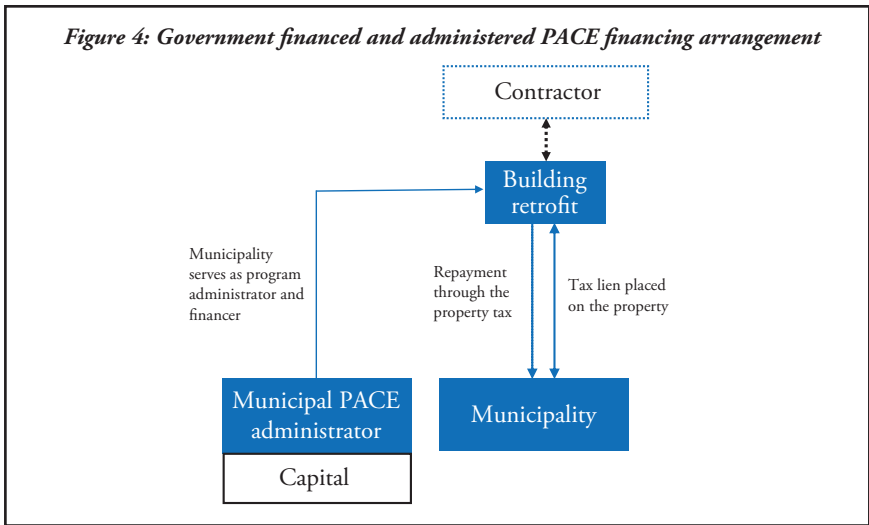 Figure 4: Government financed and administered PACE financing arrangement
Contractor
Building
retrofit
Municipality
serves as program
administrator and
financer
Repayment
through the
property tax
Tax lien placed
on the property
Municipal PACE
administrator
Municipality
Capital